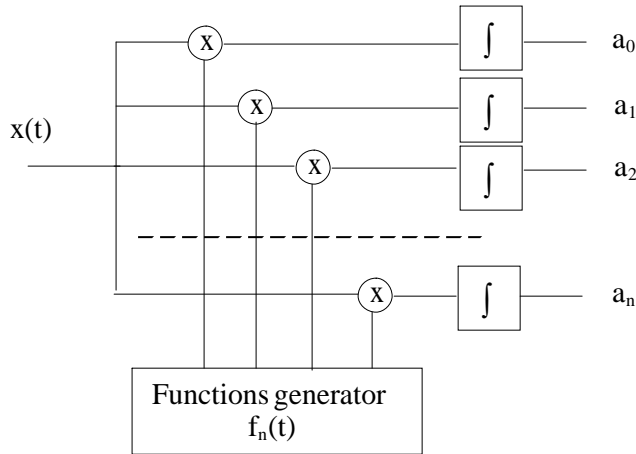 X ∫ a₀
X ∫ a₁
x(t)
X ∫ a₂
X ∫ aₙ
Functions generator
fₙ(t)